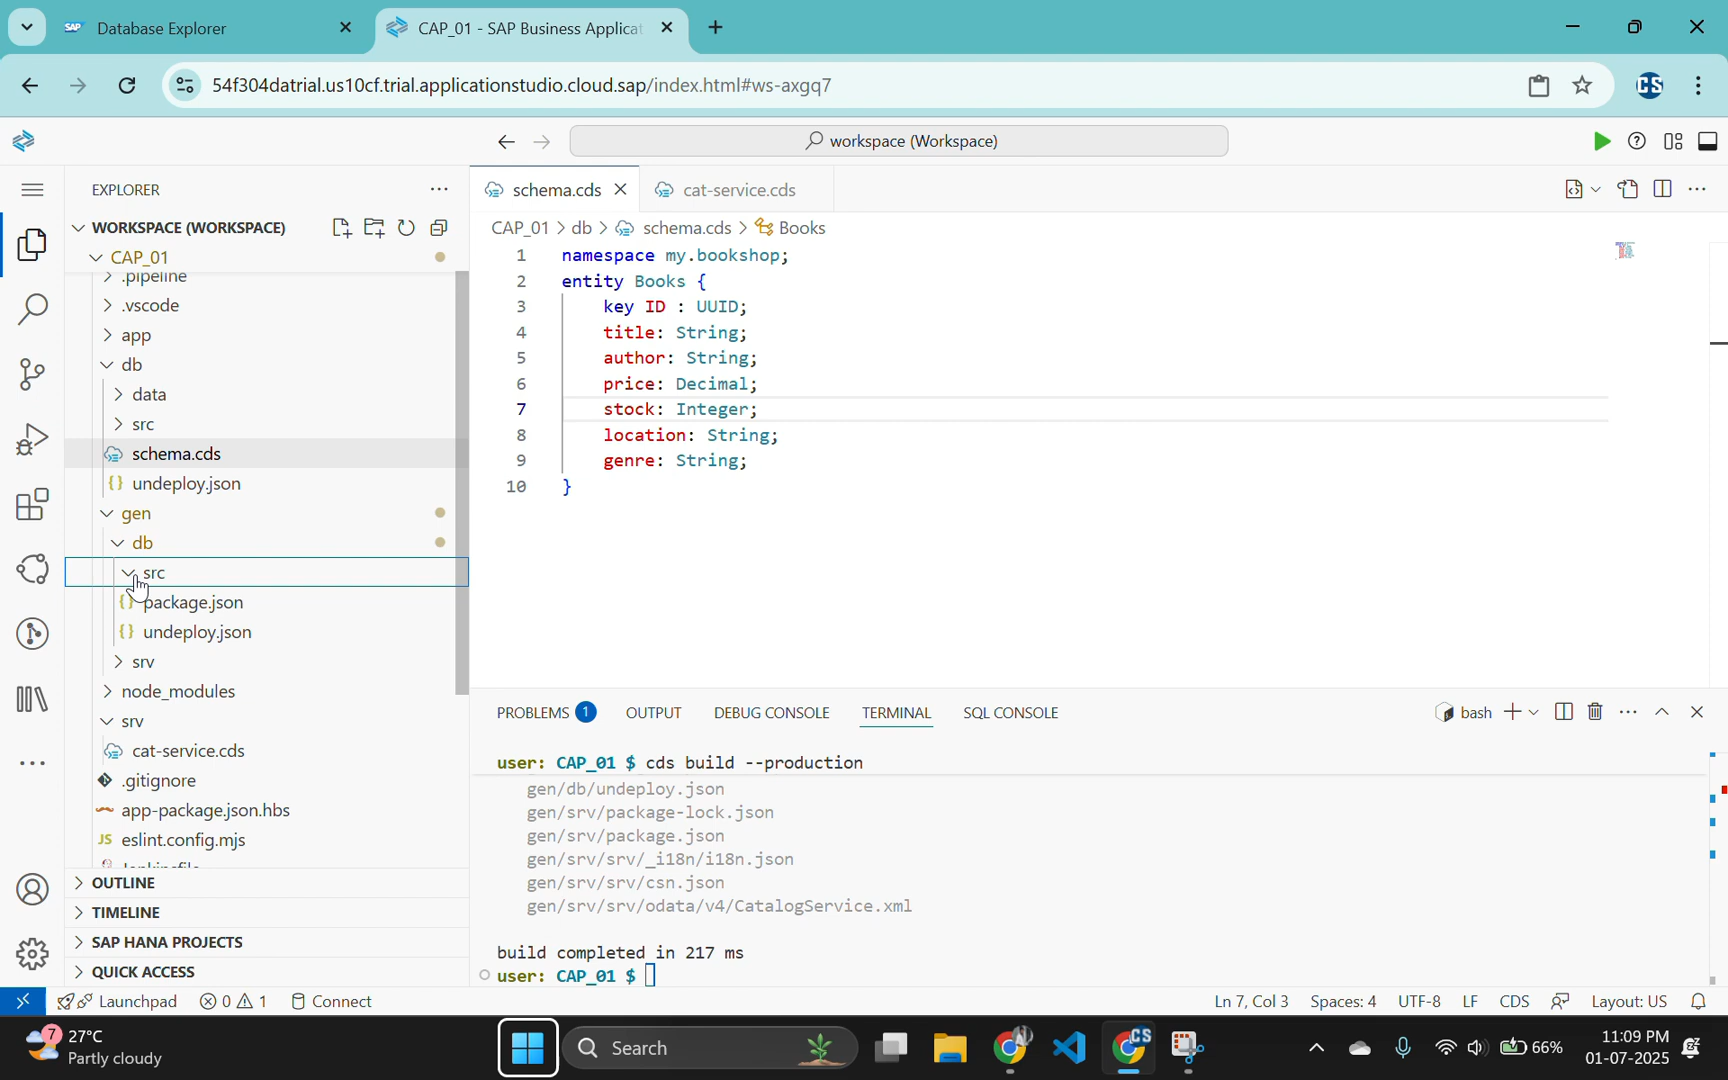 SAP Database Explorer
CAP_01 - SAP Business Applicat
54f304datrial.us10cf.trial.applicationstudio.cloud.sap/index.html#ws-axgq7
CS
workspace (Workspace)
EXPLORER
WORKSPACE (WORKSPACE)
CAP_01
.pipeline
.vscode
app
db
data
src
schema.cds
{} undeploy.json
gen
db
src
{} package.json
{} undeploy.json
srv
node_modules
srv
cat-service.cds
.gitignore
app-package.json.hbs
JS eslint.config.mjs
OUTLINE
TIMELINE
SAP HANA PROJECTS
QUICK ACCESS
schema.cds
cat-service.cds
CAP_01 > db > schema.cds > Books
1 namespace my.bookshop;
2 entity Books {
3 key ID : UUID;
4 title: String;
5 author: String;
6 price: Decimal;
7 stock: Integer;
8 location: String;
9 genre: String;
10 }
PROBLEMS 1 OUTPUT DEBUG CONSOLE TERMINAL SQL CONSOLE
bash
user: CAP_01 $ cds build --production
gen/db/undeploy.json
gen/srv/package-lock.json
gen/srv/package.json
gen/srv/srv/_i18n/i18n.json
gen/srv/srv/csn.json
gen/srv/srv/odata/v4/CatalogService.xml
build completed in 217 ms
user: CAP_01 $
Launchpad 0 1 Connect
Ln 7, Col 3 Spaces: 4 UTF-8 LF CDS Layout: US
7
27°C
Partly cloudy
Search
CS
66%
11:09 PM
01-07-2025